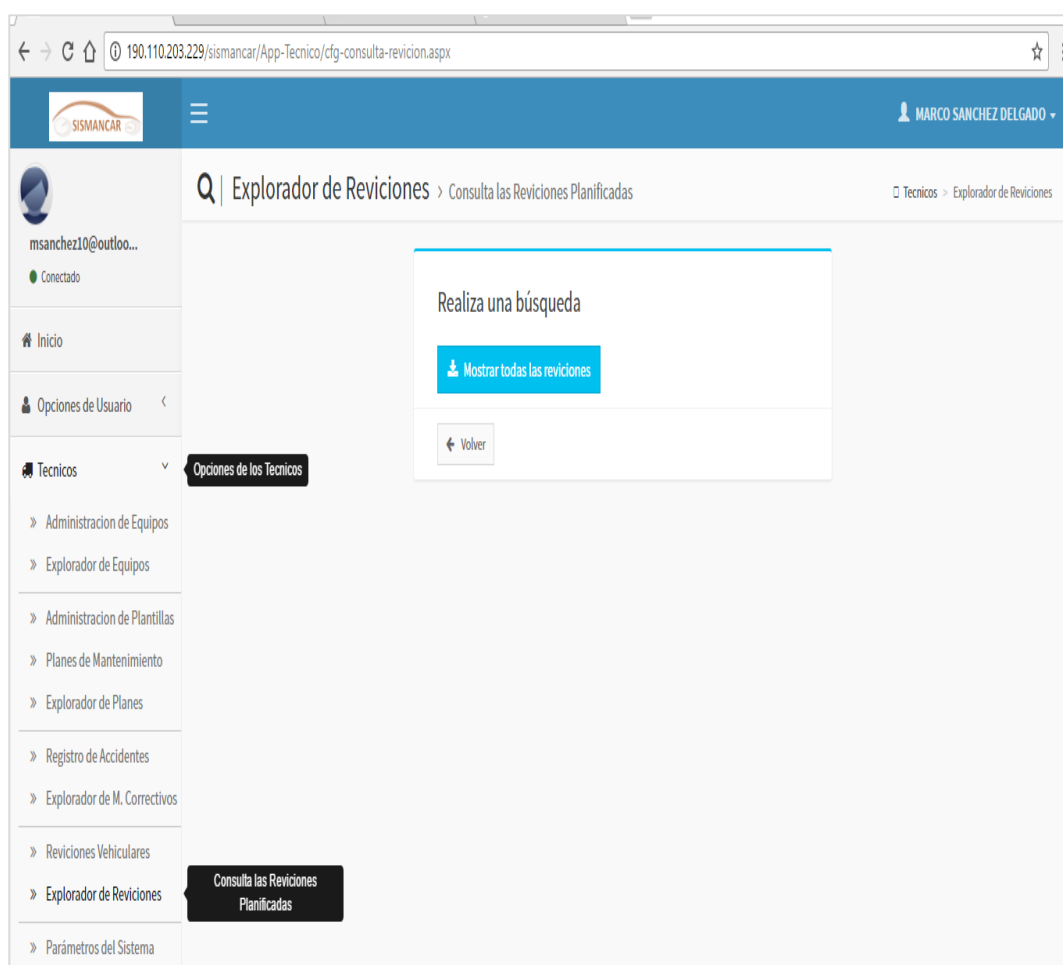 190.110.203.229/sismancar/App-Tecnico/cfg-consulta-revicion.aspx
SISMANCAR
MARCO SANCHEZ DELGADO
Explorador de Reviciones > Consulta las Reviciones Planificadas
Tecnicos > Explorador de Reviciones
msanchez10@outloo...
Conectado
Realiza una búsqueda
Mostrar todas las reviciones
Volver
Inicio
Opciones de Usuario
Tecnicos
Opciones de los Tecnicos
» Administracion de Equipos
» Explorador de Equipos
» Administracion de Plantillas
» Planes de Mantenimiento
» Explorador de Planes
» Registro de Accidentes
» Explorador de M. Correctivos
» Reviciones Vehiculares
» Explorador de Reviciones
Consulta las Reviciones
Planificadas
» Parámetros del Sistema